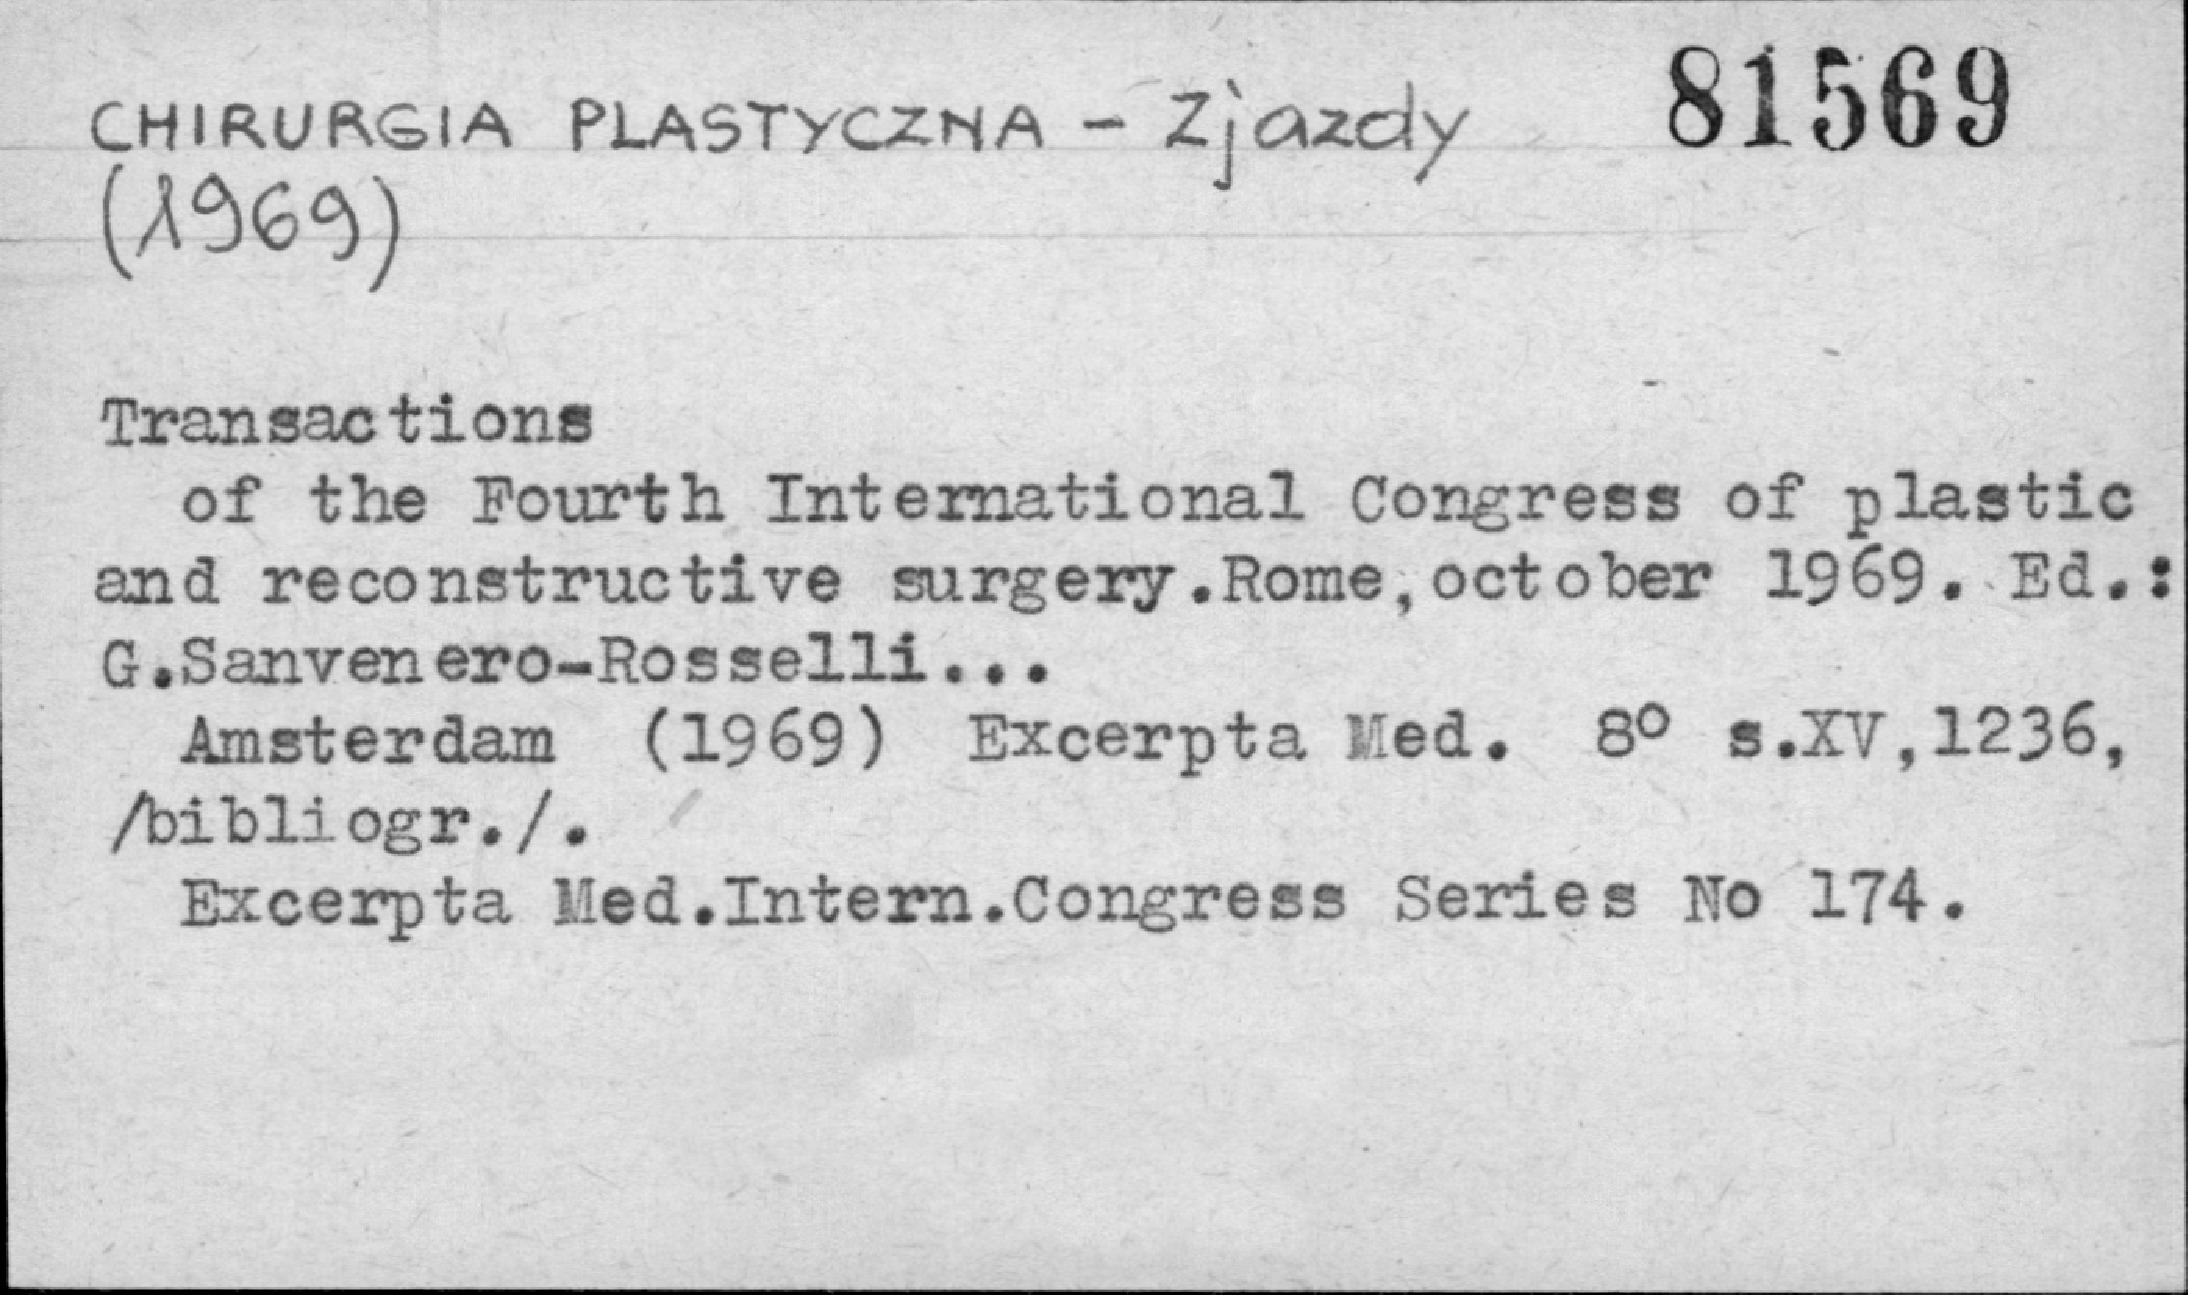 CHIRURGIA PLASTYCZNA - Zjazdy 81569
(1969)
Transactions
of the Fourth International Congress of plastic
and reconstructive surgery.Rome,october 1969. Ed.:
G.Sanvenero-Rosselli...
Amsterdam (1969) Excerpta Med. 8° s.XV,1236,
/bibliogr./.
Excerpta Med.Intern.Congress Series No 174.